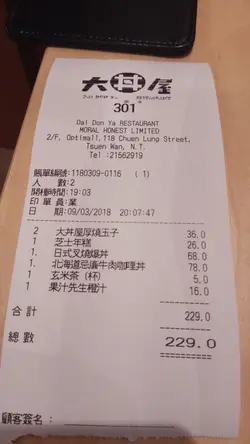 大丼屋
301
Dai Don Ya RESTAURANT
MORAL HONEST LIMITED
2/F, Optimall,118 Chuen Lung Street,
Tsuen Wan, N.T.
Tel :21562919
賬單編號:1180309-0116 (1)
人 數:2
開檯時間:19:03
印單員:業
日 期:09/03/2018 20:07:47
2 大丼屋厚燒玉子 36.0
1 芝士年糕 26.0
1. 日式叉燒爆丼 68.0
1. 北海道忌廉牛肉咖哩丼 78.0
1 玄米茶(杯) 5.0
1 果汁先生橙汁 16.0
合計 229.0
總數 229.0
顧客簽名: